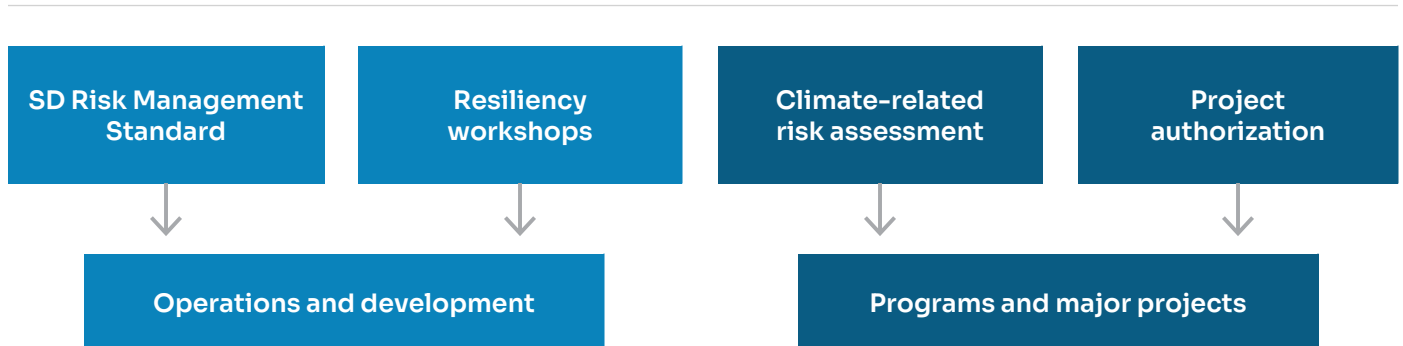 SD Risk Management
Standard
Resiliency
workshops
Climate-related
risk assessment
Project
authorization
Operations and development
Programs and major projects